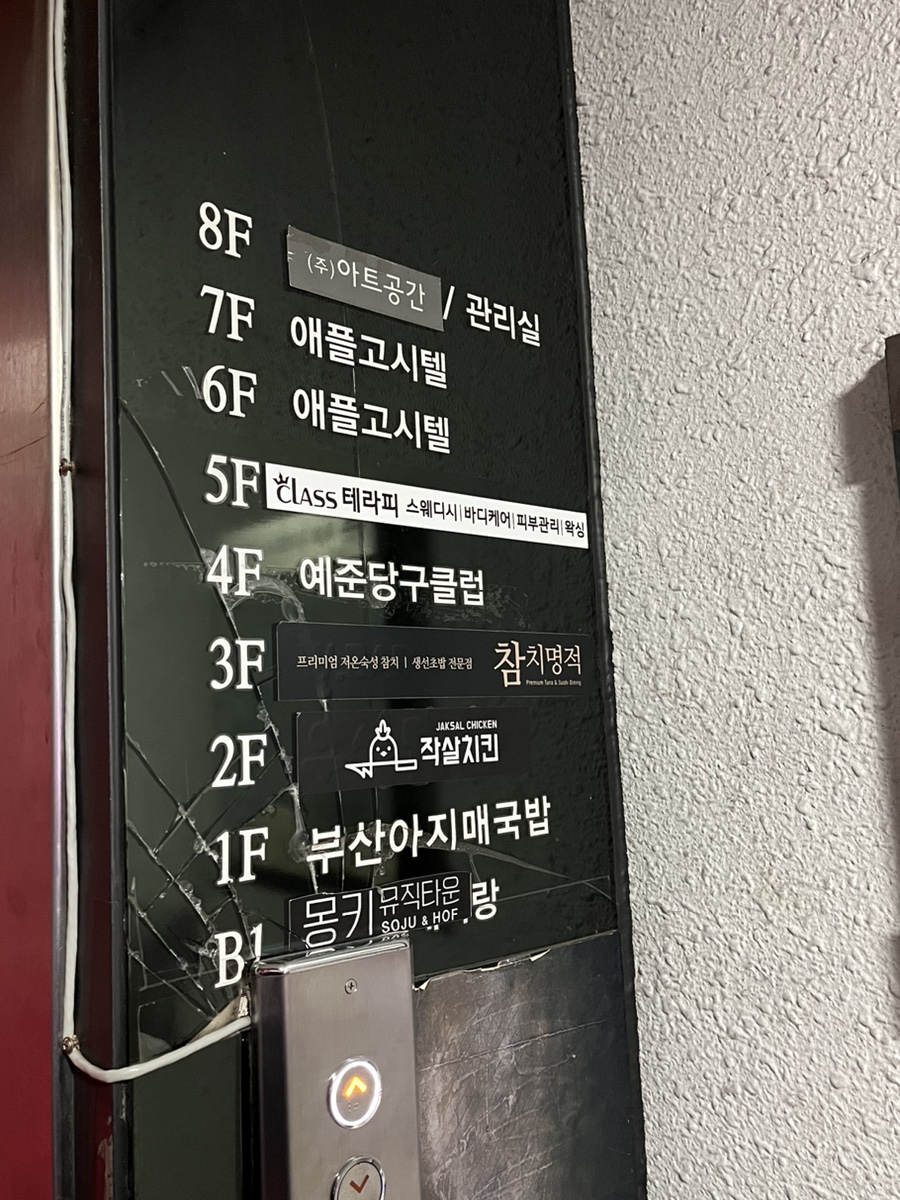 8F (주)아트공간 / 관리실
7F 애플고시텔
6F 애플고시텔
5F CLASS 테라피 스웨디시|바디케어|피부관리|왁싱
4F 예준당구클럽
3F 프리미엄 저온숙성 참치 | 생선초밥 전문점 참치명적
Premium Tuna & Sushi Dining
JAKSAL CHICKEN
2F 작살치킨
1F 부산아지매국밥
B1 몽키 뮤직타운 랑
SOJU & HOF